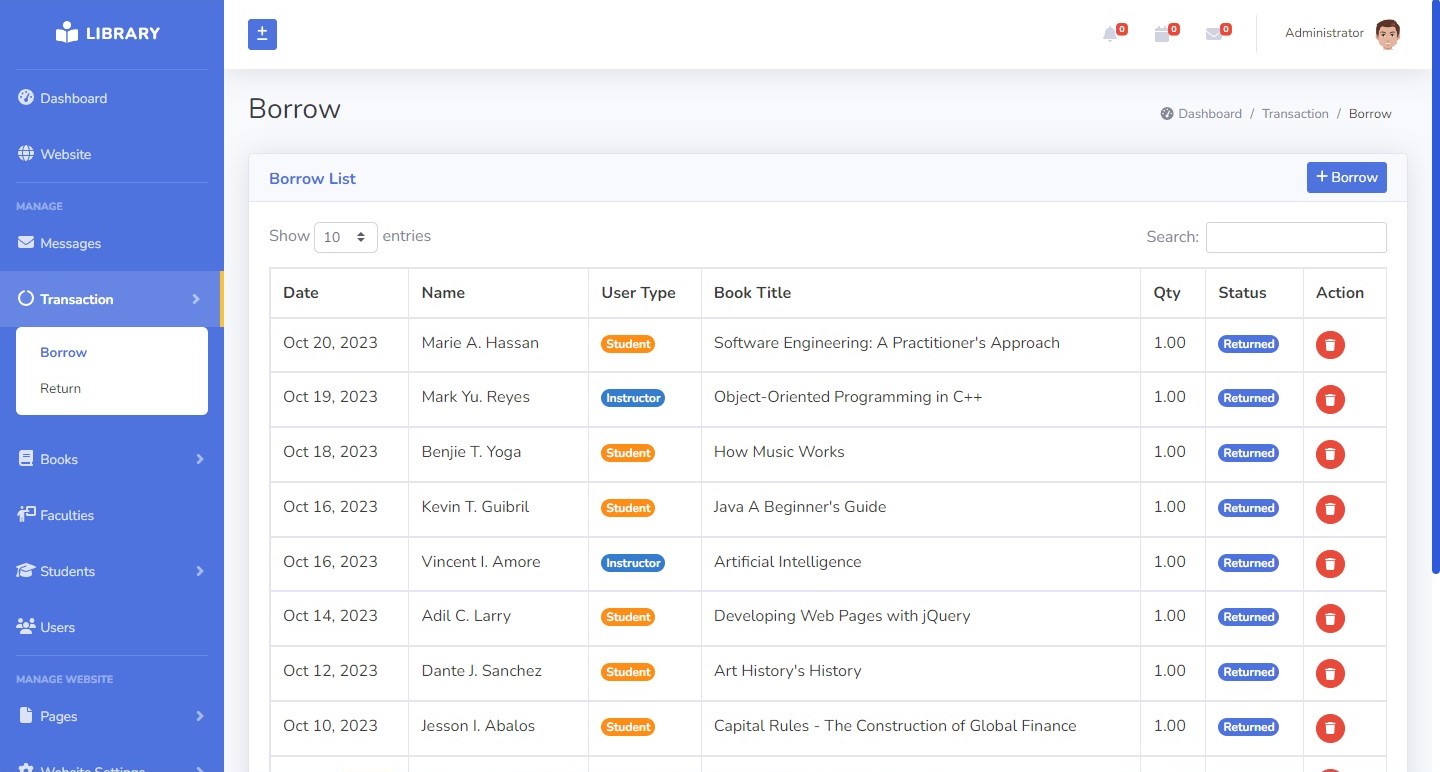 LIBRARY
Dashboard
Website
MANAGE
Messages
Transaction
Borrow
Return
Books
Faculties
Students
Users
MANAGE WEBSITE
Pages
Website Settings
0 0 0 Administrator
Borrow
Dashboard / Transaction / Borrow
Borrow List
+ Borrow
Show 10 entries
Search:
Date Name User Type Book Title Qty Status Action
Oct 20, 2023 Marie A. Hassan Student Software Engineering: A Practitioner's Approach 1.00 Returned
Oct 19, 2023 Mark Yu. Reyes Instructor Object-Oriented Programming in C++ 1.00 Returned
Oct 18, 2023 Benjie T. Yoga Student How Music Works 1.00 Returned
Oct 16, 2023 Kevin T. Guibril Student Java A Beginner's Guide 1.00 Returned
Oct 16, 2023 Vincent I. Amore Instructor Artificial Intelligence 1.00 Returned
Oct 14, 2023 Adil C. Larry Student Developing Web Pages with jQuery 1.00 Returned
Oct 12, 2023 Dante J. Sanchez Student Art History's History 1.00 Returned
Oct 10, 2023 Jesson I. Abalos Student Capital Rules - The Construction of Global Finance 1.00 Returned